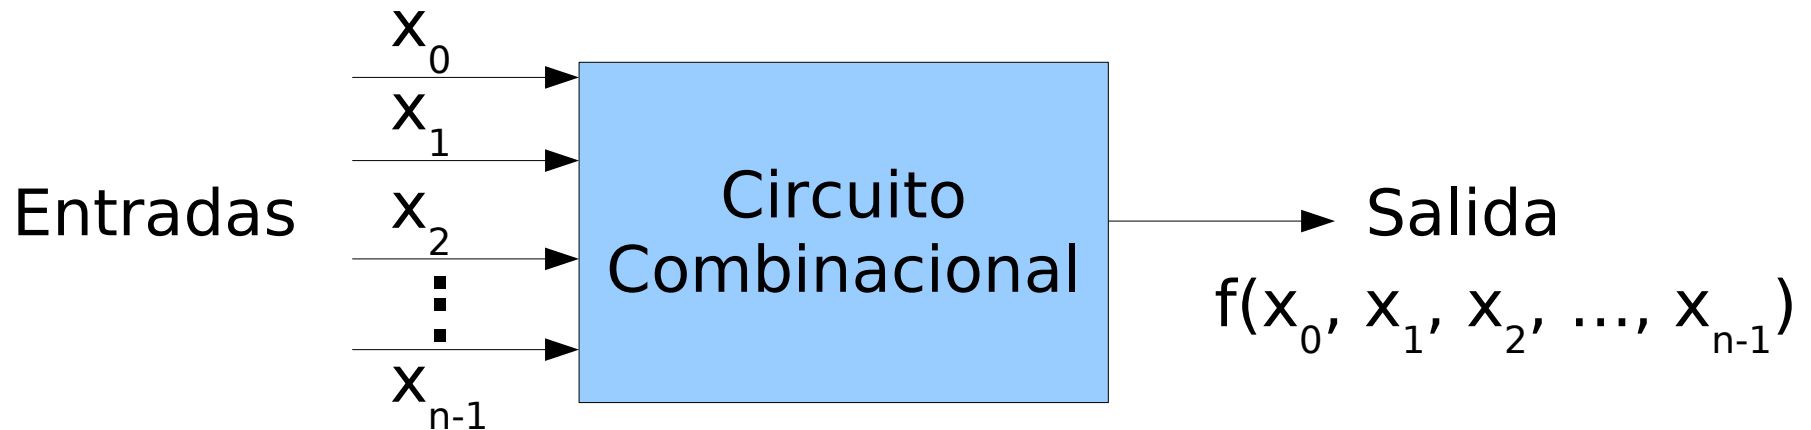 x0
x1
x2
xn-1
Entradas
Circuito
Combinacional
Salida
f(x0, x1, x2, ..., xn-1)